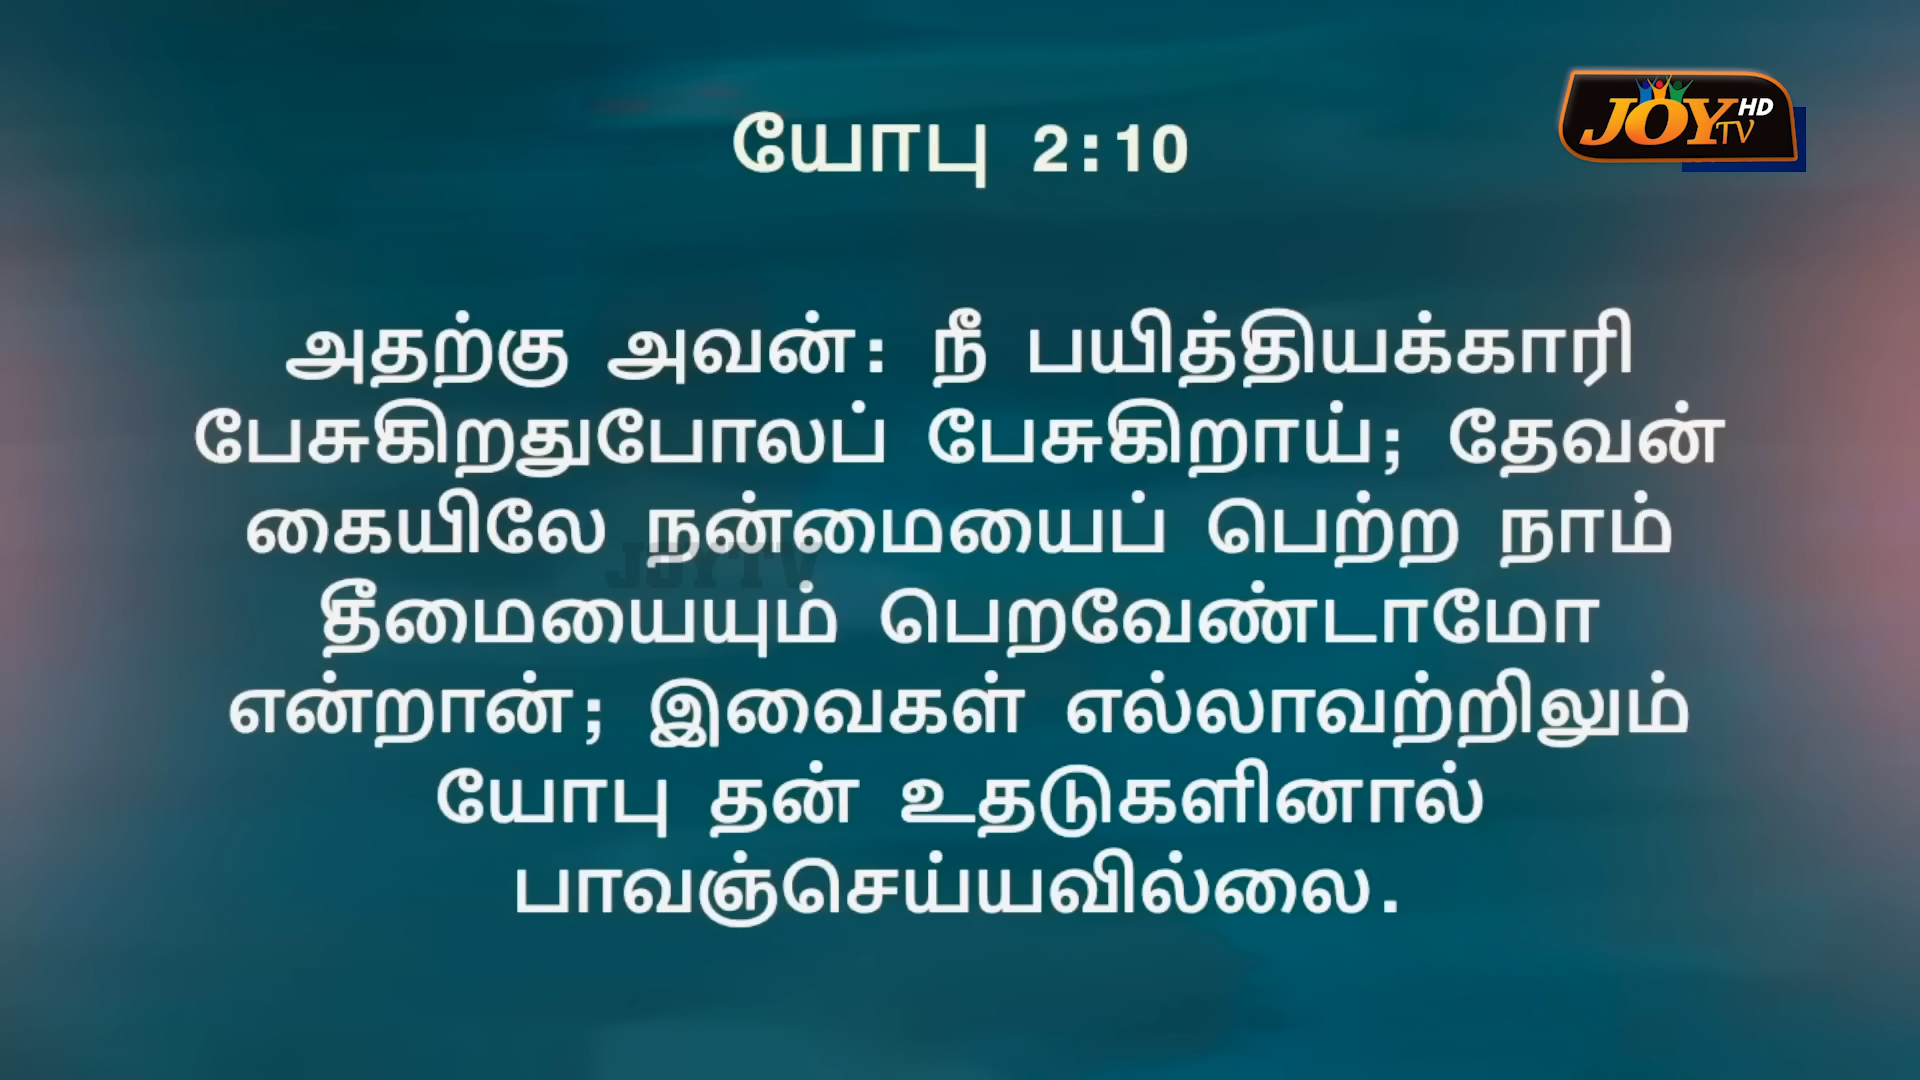 யோபு 2:10
JOY TV HD
அதற்கு அவன்: நீ பயித்தியக்காரி
பேசுகிறதுபோலப் பேசுகிறாய்; தேவன்
கையிலே நன்மையைப் பெற்ற நாம்
JOYTV
தீமையையும் பெறவேண்டாமோ
என்றான்; இவைகள் எல்லாவற்றிலும்
யோபு தன் உதடுகளினால்
பாவஞ்செய்யவில்லை.